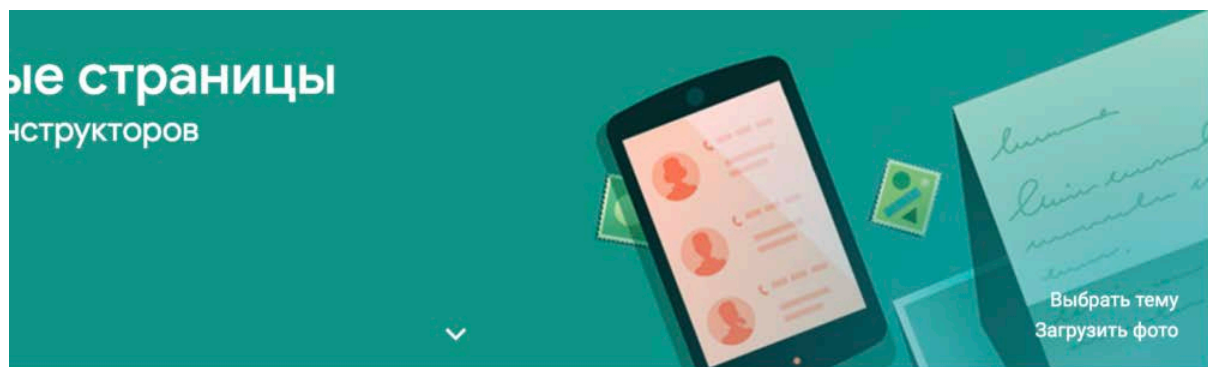 ые страницы
нструкторов
Выбрать тему
Загрузить фото